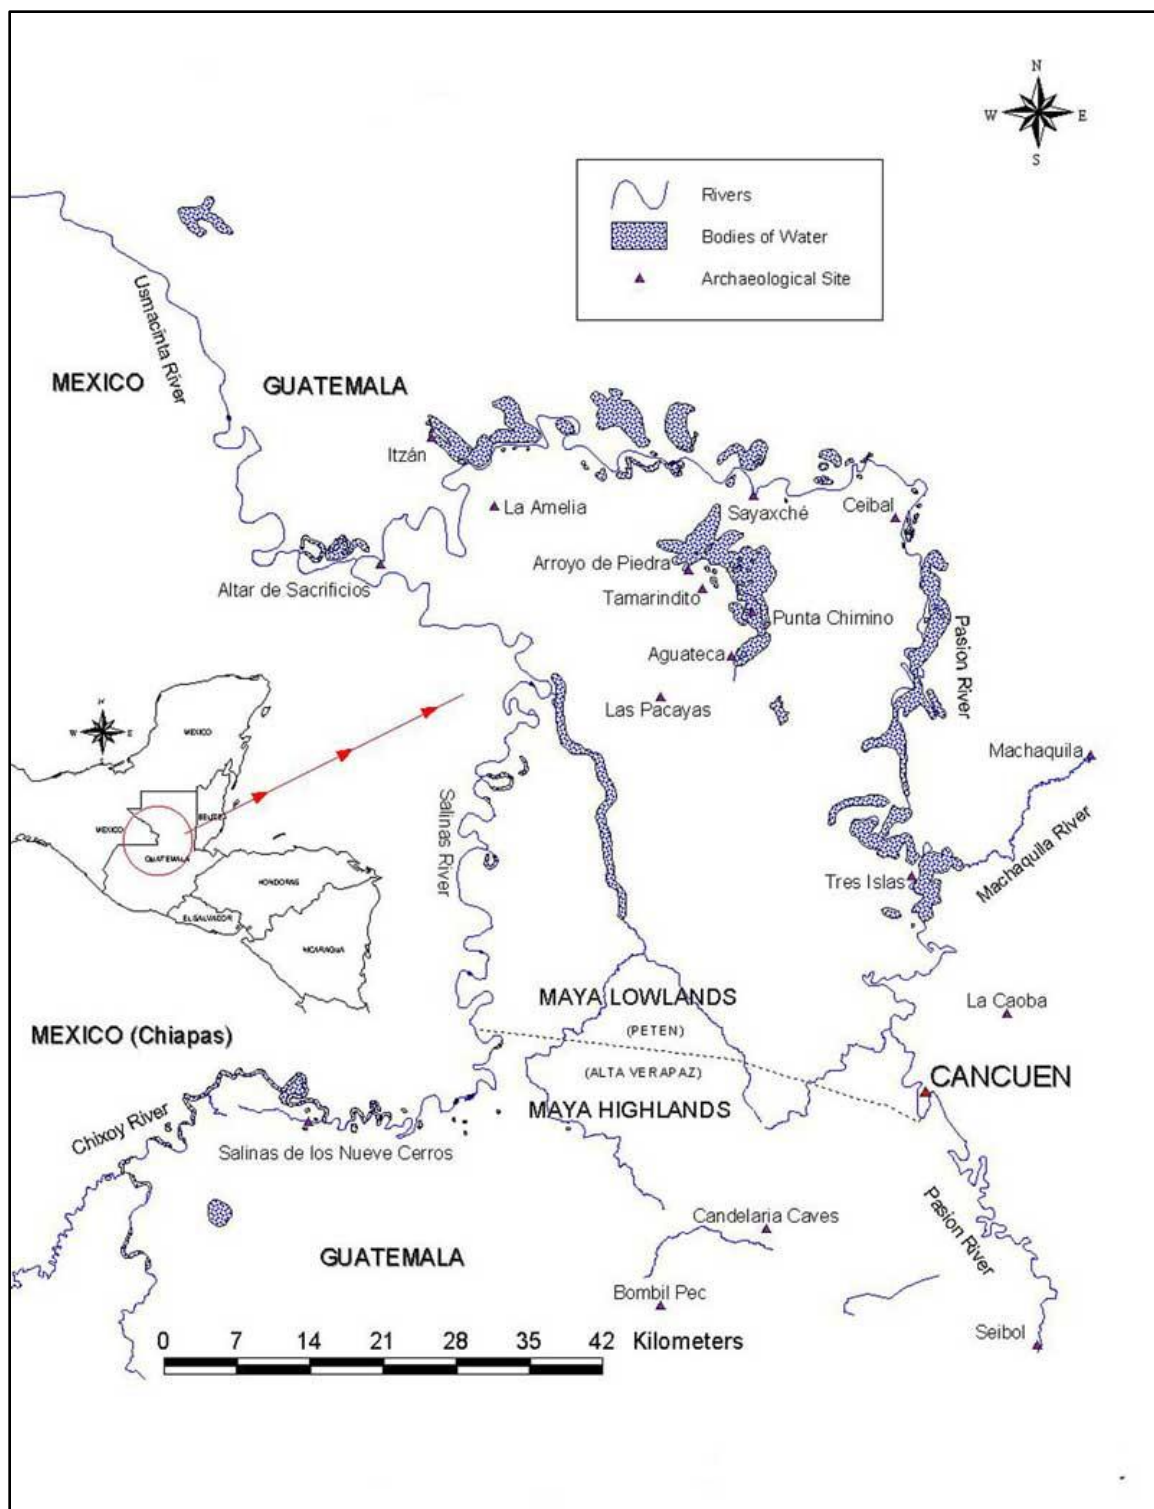 N
W E
S
Rivers
Bodies of Water
Archaeological Site
Usmacinta River
MEXICO
GUATEMALA
Itzán
La Amelia
Sayaxché
Ceibal
Altar de Sacrificios
Arroyo de Piedra
Tamarindito
Punta Chimino
Aguateca
Las Pacayas
Pasion River
Machaquila
Machaquila River
Tres Islas
Salinas River
N
W E
S
MEXICO
MEXICO
BELIZE
GUATEMALA
HONDORAS
EL SALVADOR
NICARAGUA
MAYA LOWLANDS
(PETEN)
La Caoba
MEXICO (Chiapas)
(ALTA VERAPAZ)
CANCUEN
MAYA HIGHLANDS
Chixoy River
Salinas de los Nueve Cerros
Candelaria Caves
Pasion River
GUATEMALA
Bombil Pec
Seibol
0 7 14 21 28 35 42 Kilometers